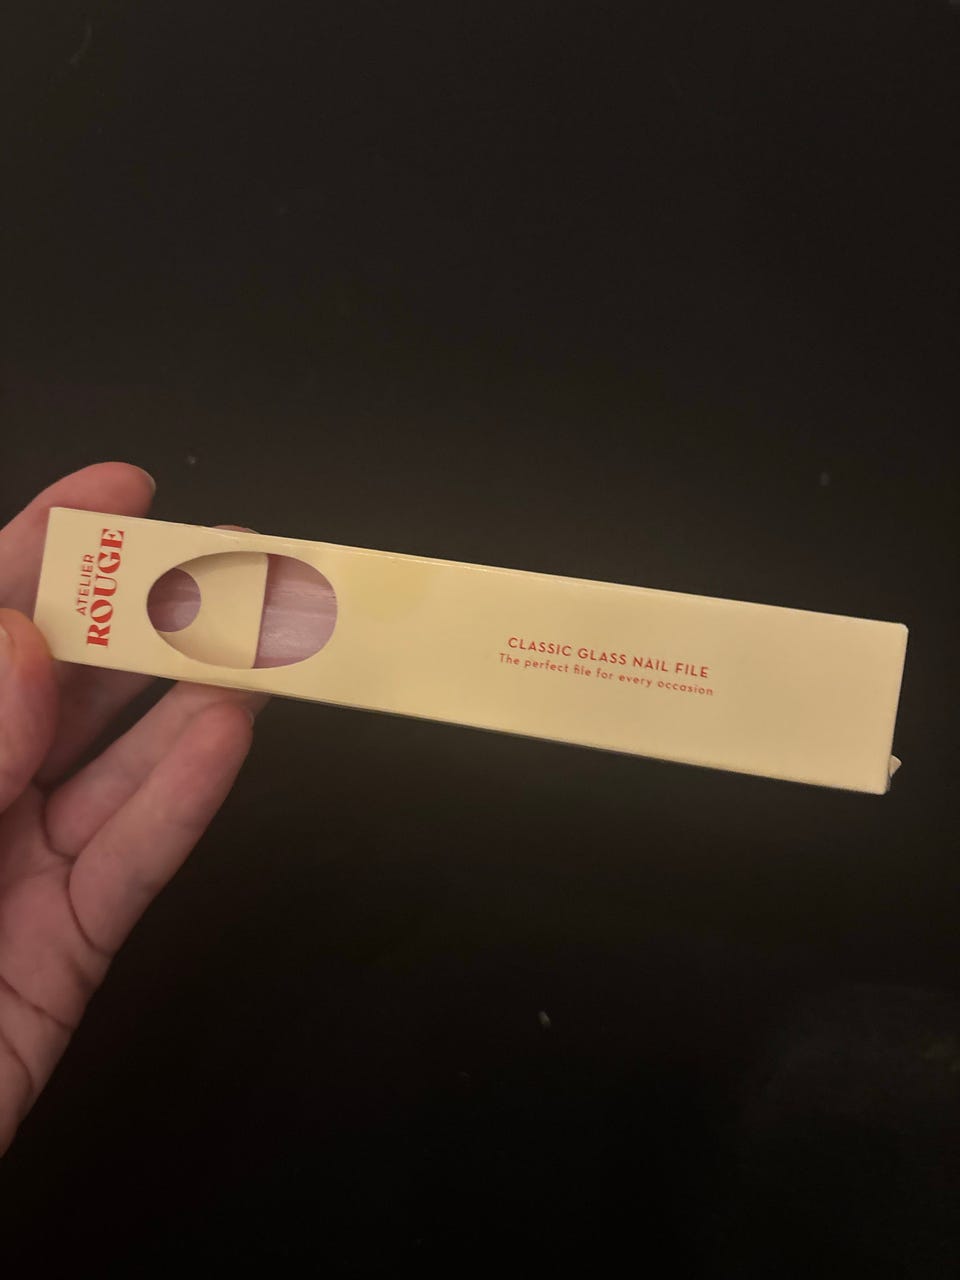 ATELIER
ROUGE
CLASSIC GLASS NAIL FILE
The perfect file for every occasion